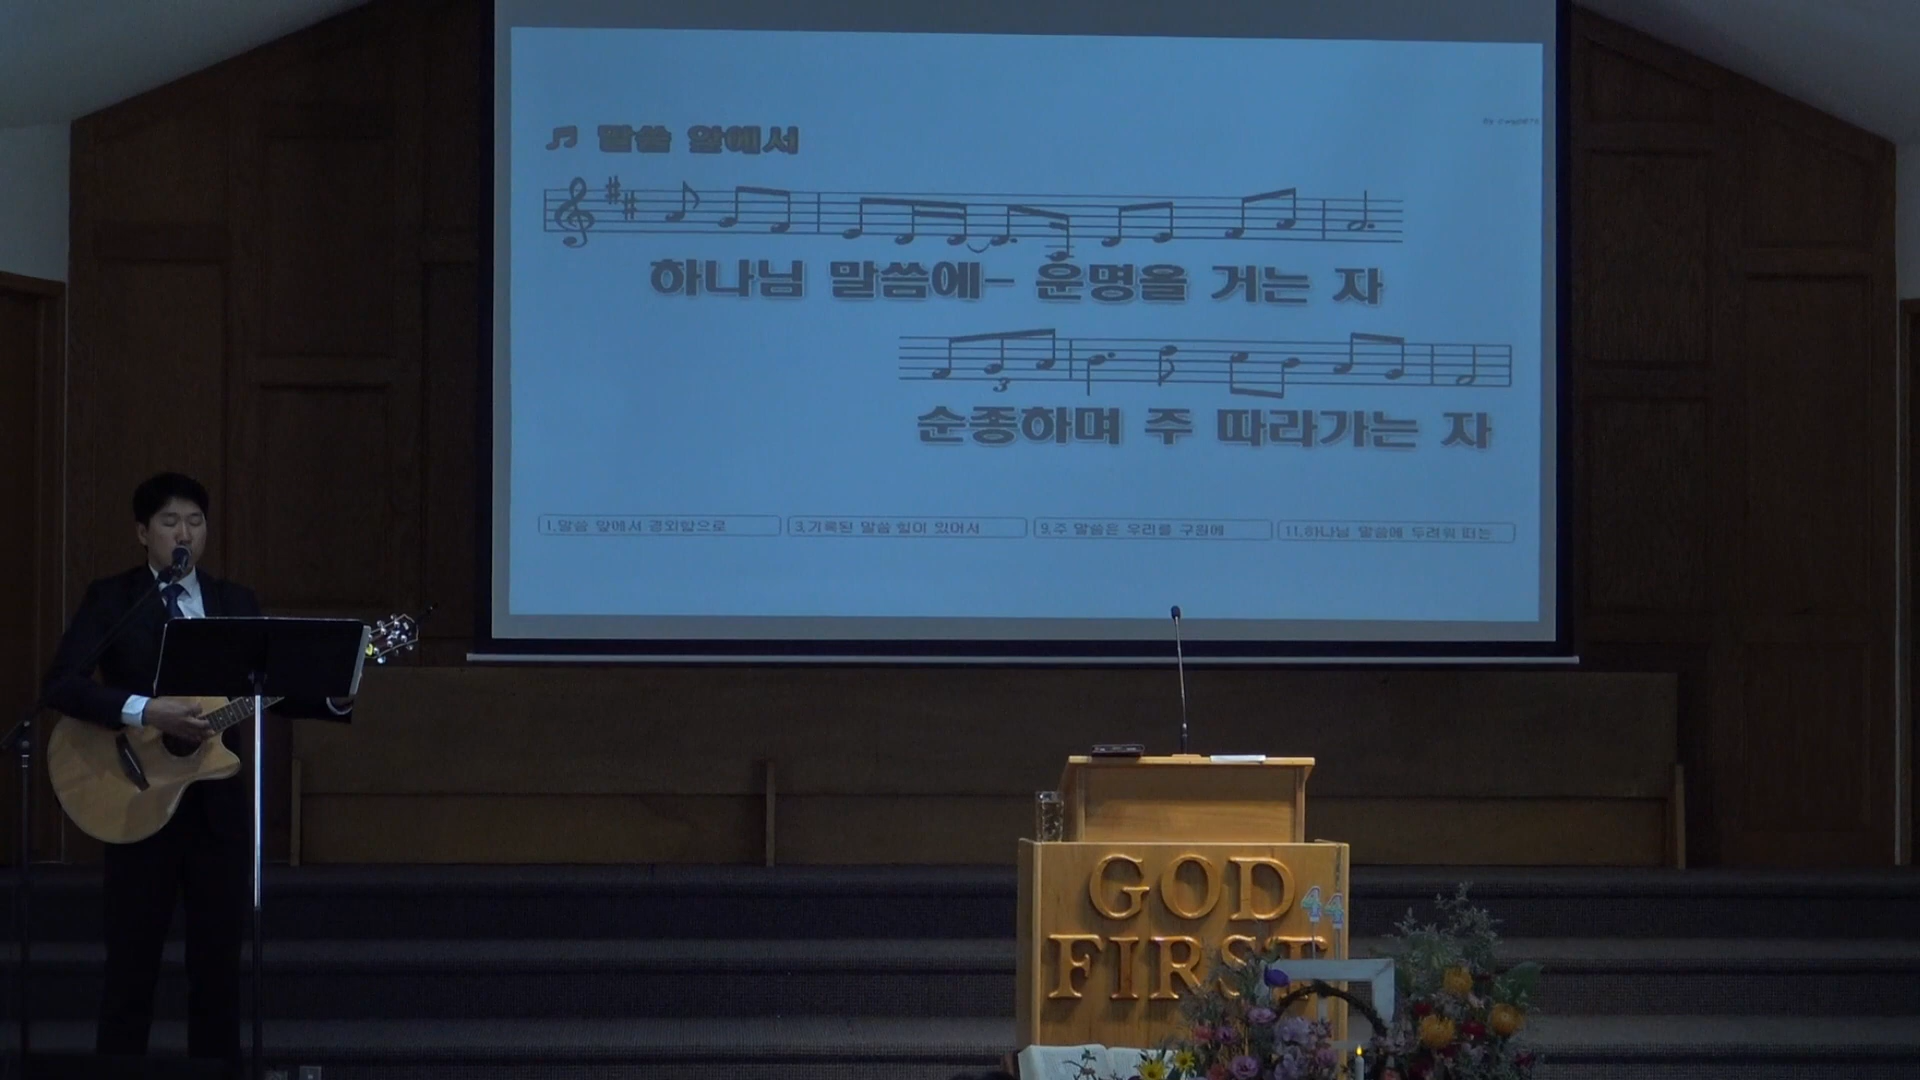 말씀 앞에서
하나님 말씀에- 운명을 거는 자
3
순종하며 주 따라가는 자
1.말씀 앞에서 경외함으로
3.기록된 말씀 힘이 있어서
9.주 말씀은 우리를 구원에
11.하나님 말씀에 두려워 떠는
GOD
44
FIRST